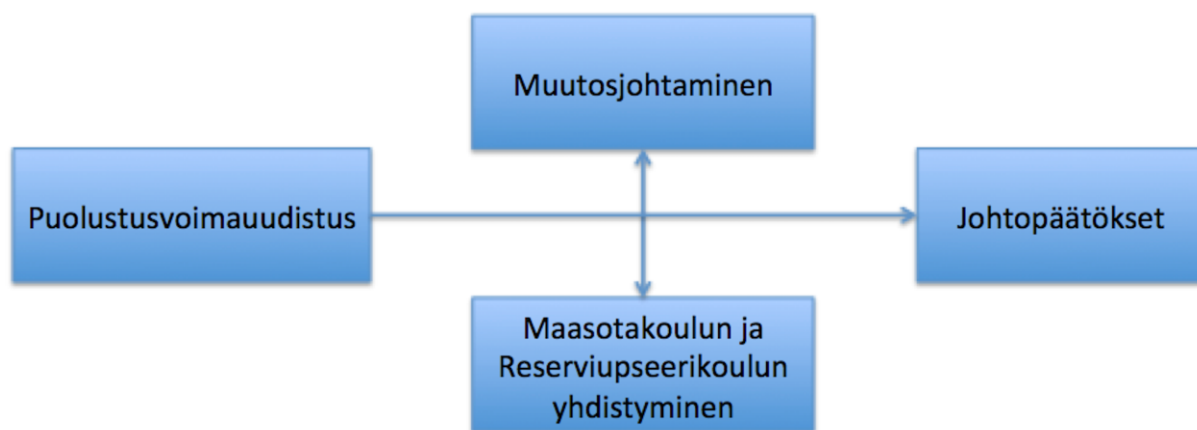 Muutosjohtaminen
Puolustusvoimauudistus
Johtopäätökset
Maasotakoulun ja
Reserviupseerikoulun
yhdistyminen